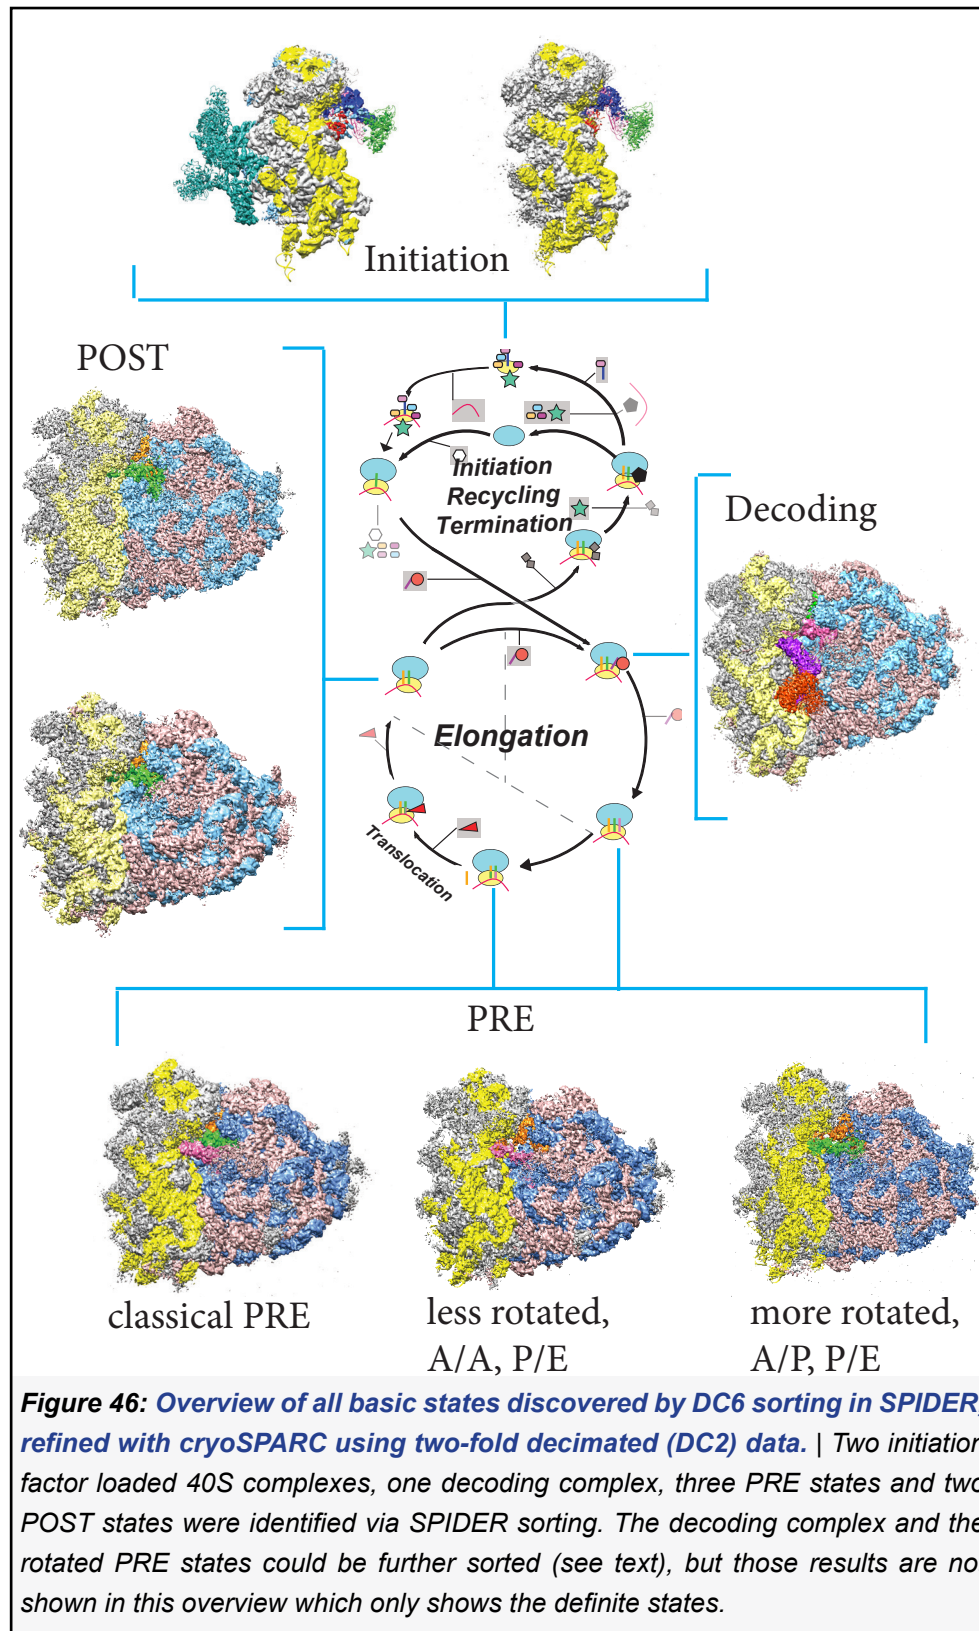 Initiation
POST
Initiation
Recycling
Termination
Decoding
Elongation
Translocation
PRE
classical PRE
less rotated,
A/A, P/E
more rotated,
A/P, P/E
Figure 46: Overview of all basic states discovered by DC6 sorting in SPIDER,
refined with cryoSPARC using two-fold decimated (DC2) data. | Two initiation
factor loaded 40S complexes, one decoding complex, three PRE states and two
POST states were identified via SPIDER sorting. The decoding complex and the
rotated PRE states could be further sorted (see text), but those results are no
shown in this overview which only shows the definite states.